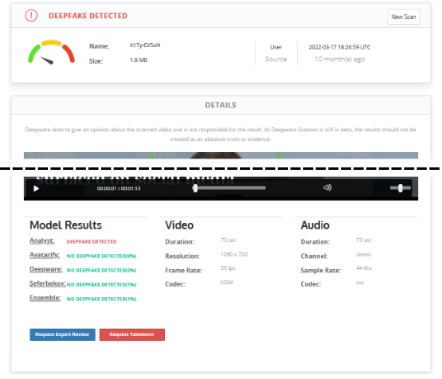 DEEPFAKE DETECTED
New Scan
Name:
Size: 1.8 MB
User
Source
2022-03-17 18:26:59 UTC
10 month(s) ago
DETAILS
Deepware aims to give an opinion about the scanned video and is not responsible for the result. As Deepware Scanner is still in beta, the results should not be
treated as an absolute truth or evidence.
00:00:01 / 00:01:13
Model Results
Analyst: DEEPFAKE DETECTED
Avatarify: NO DEEPFAKE DETECTED(0%)
Deepware: NO DEEPFAKE DETECTED(2%)
Seferbekov: NO DEEPFAKE DETECTED(1%)
Ensemble: NO DEEPFAKE DETECTED(1%)
Video
Duration: 73 sec
Resolution: 1280 x 720
Frame Rate: 25 fps
Codec: h264
Audio
Duration: 73 sec
Channel: stereo
Sample Rate: 44 khz
Codec: aac
Request Expert Review
Request Takedown